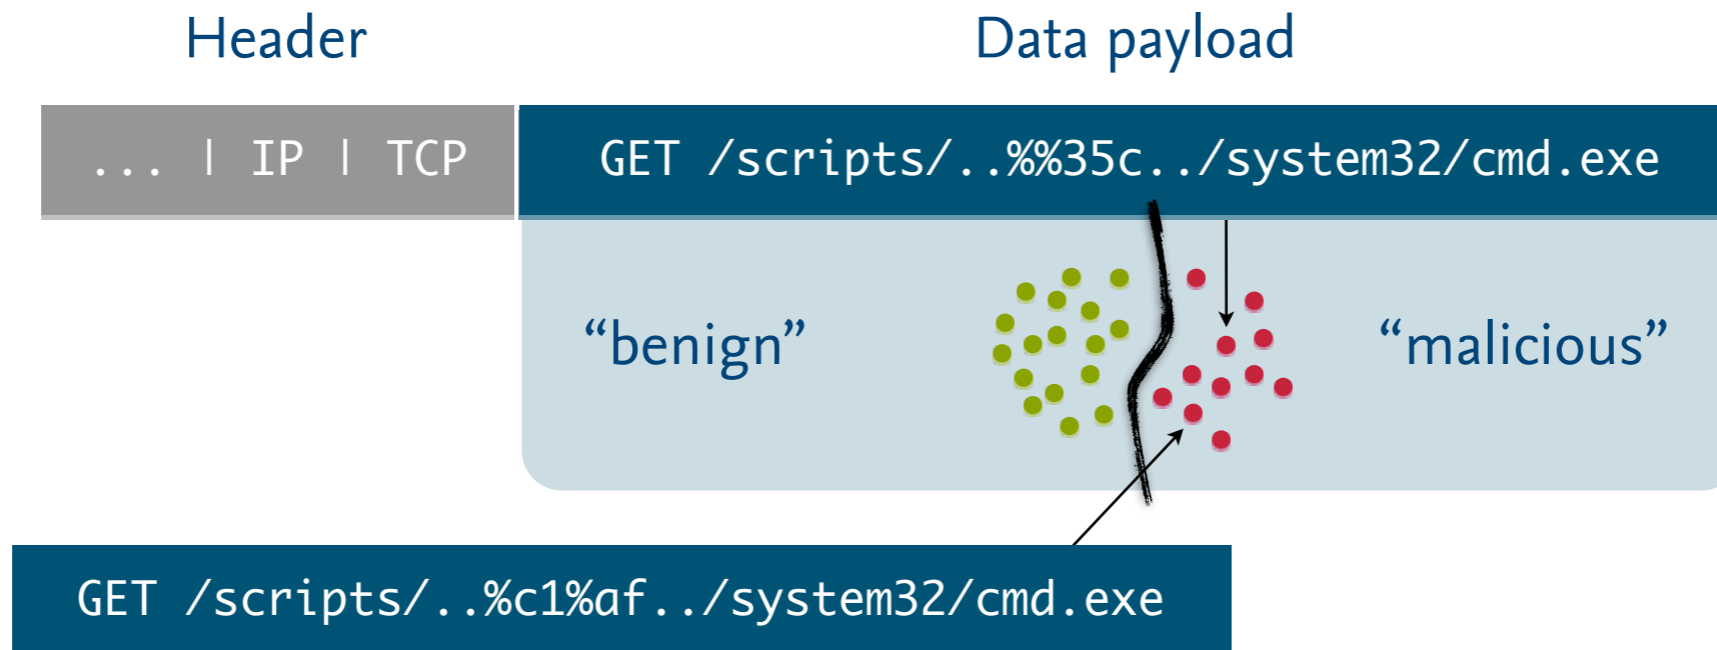 Header
Data payload
... | IP | TCP
GET /scripts/..%%35c../system32/cmd.exe
“benign”
“malicious”
GET /scripts/..%c1%af../system32/cmd.exe